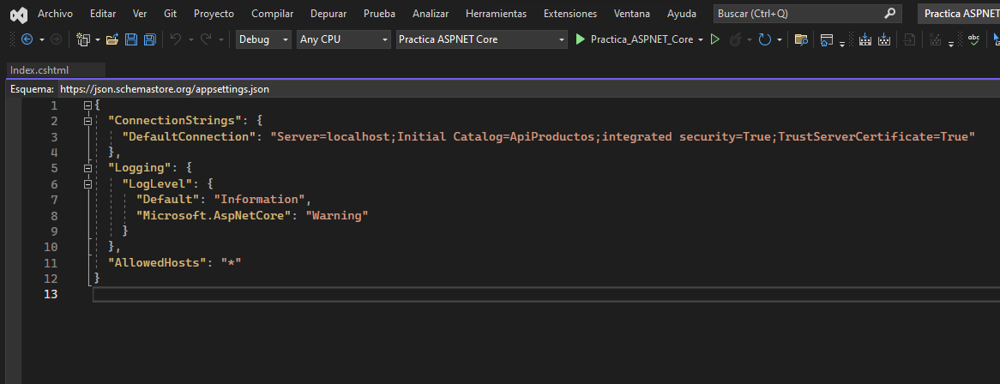 Archivo Editar Ver Git Proyecto Compilar Depurar Prueba Analizar Herramientas Extensiones Ventana Ayuda Buscar (Ctrl+Q) Practica ASPNET
Debug Any CPU Practica ASPNET Core Practica_ASPNET_Core abc
Index.cshtml
Esquema: https://json.schemastore.org/appsettings.json
1 {
2 "ConnectionStrings": {
3 "DefaultConnection": "Server=localhost;Initial Catalog=ApiProductos;integrated security=True;TrustServerCertificate=True"
4 },
5 "Logging": {
6 "LogLevel": {
7 "Default": "Information",
8 "Microsoft.AspNetCore": "Warning"
9 }
10 },
11 "AllowedHosts": "*"
12 }
13